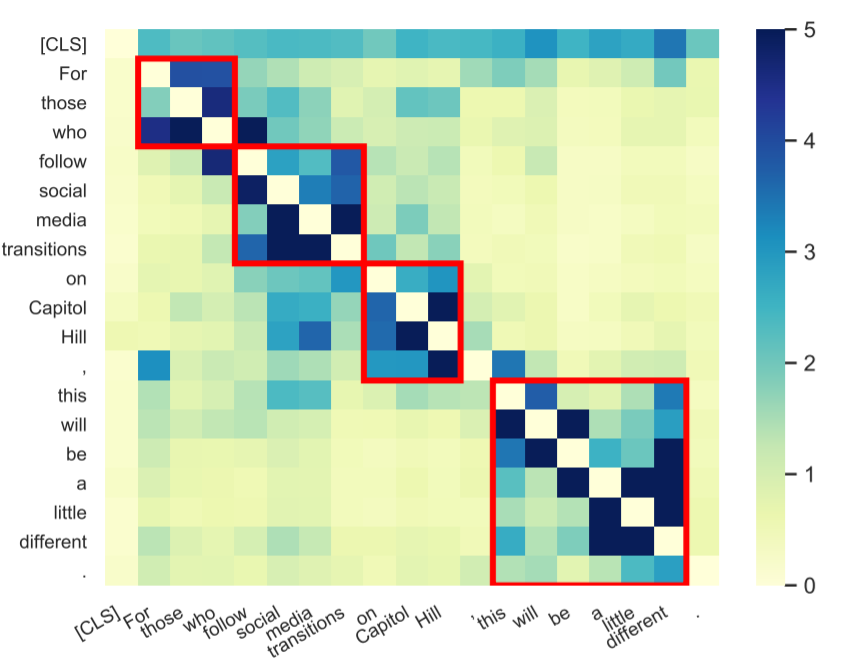 [CLS]
For
those
who
follow
social
media
transitions
on
Capitol
Hill
,
this
will
be
a
little
different
.
5
4
3
2
1
0
[CLS] For those who follow social media transitions on Capitol Hill , this will be a little different .